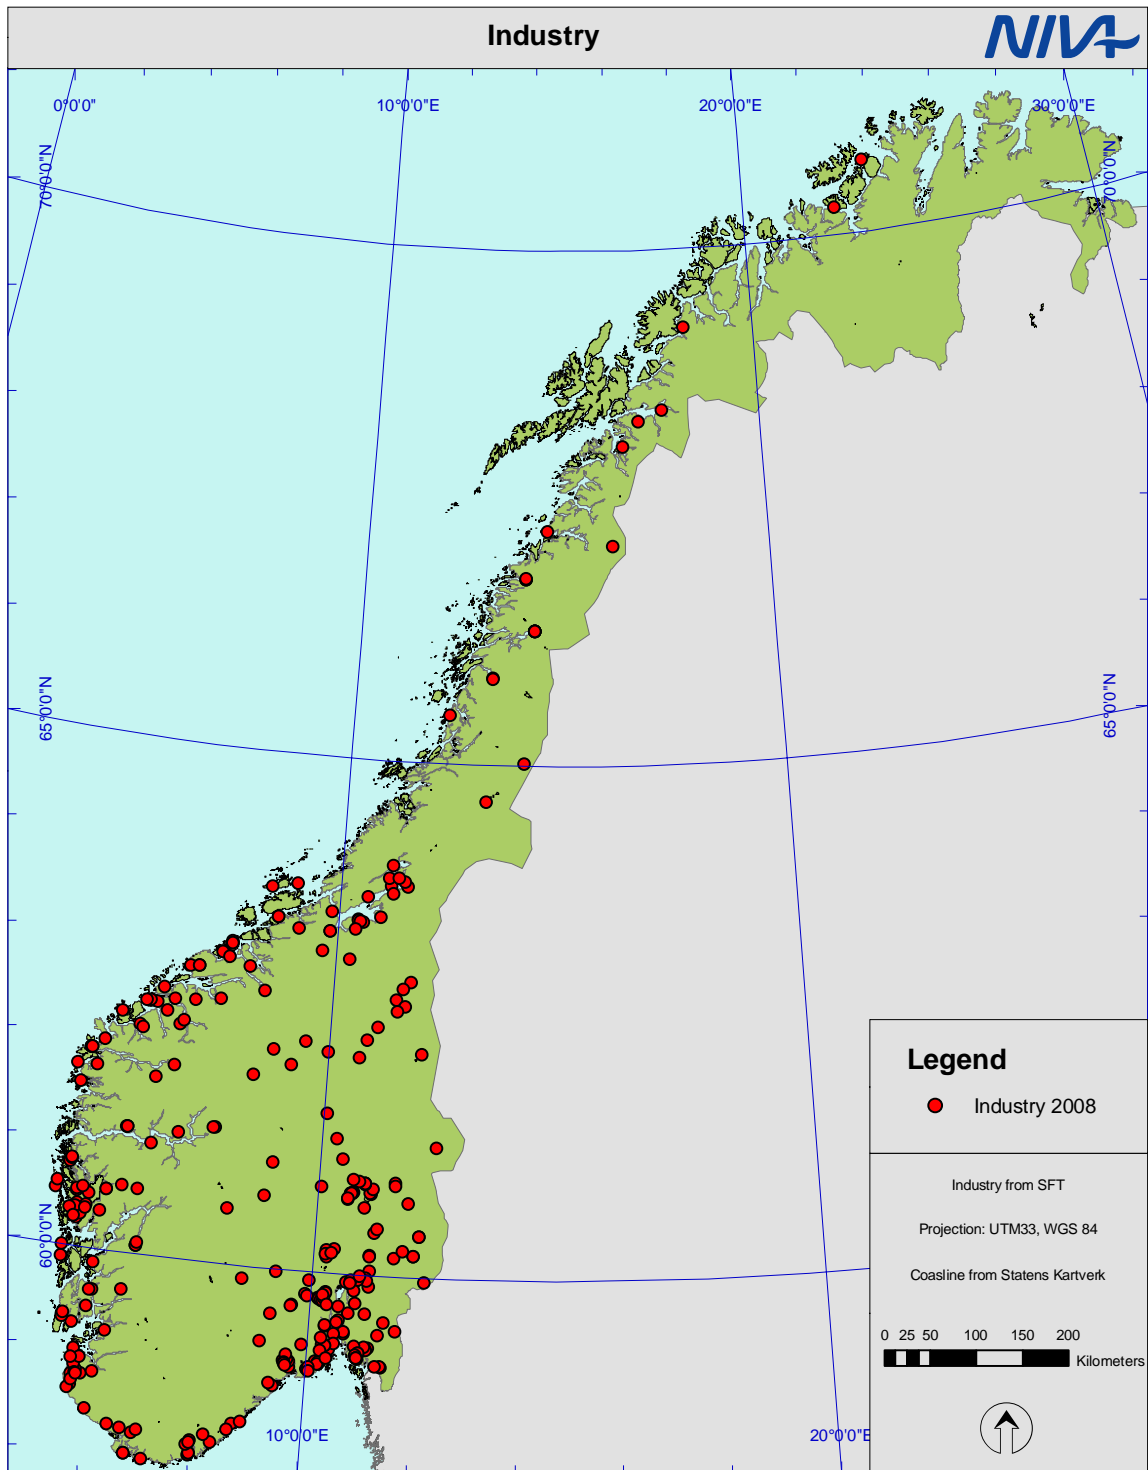 Industry
NIVA
0°0'0"
10°0'0"E
20°0'0"E
30°0'0"E
70°0'0"N
70°0'0"N
65°0'0"N
65°0'0"N
60°0'0"N
10°0'0"E
20°0'0"E
Legend
Industry 2008
Industry from SFT
Projection: UTM33, WGS 84
Coasline from Statens Kartverk
0 25 50 100 150 200
Kilometers